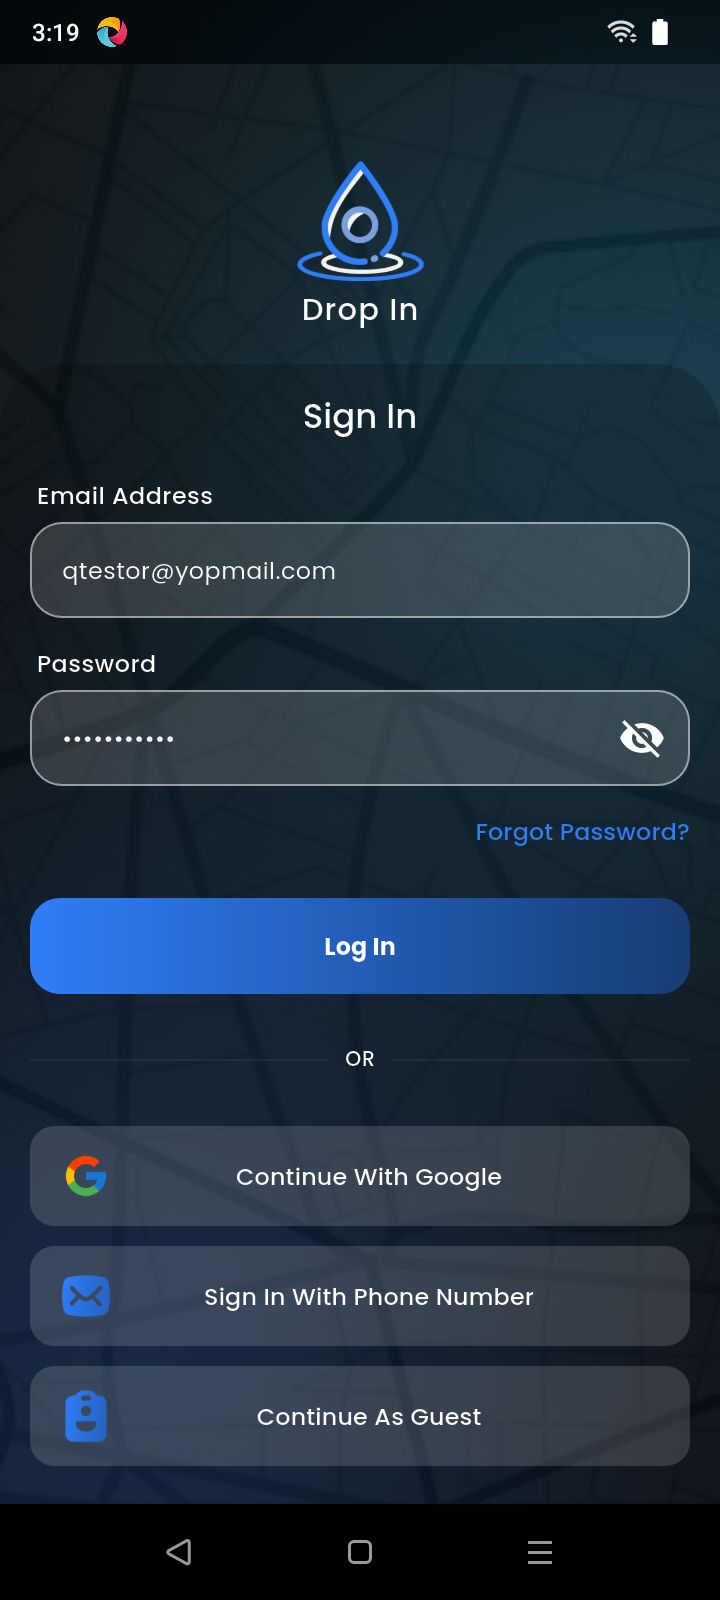 3:19
Drop In
Sign In
Email Address
qtestor@yopmail.com
Password
•••••••••••
Forgot Password?
Log In
OR
Continue With Google
Sign In With Phone Number
Continue As Guest